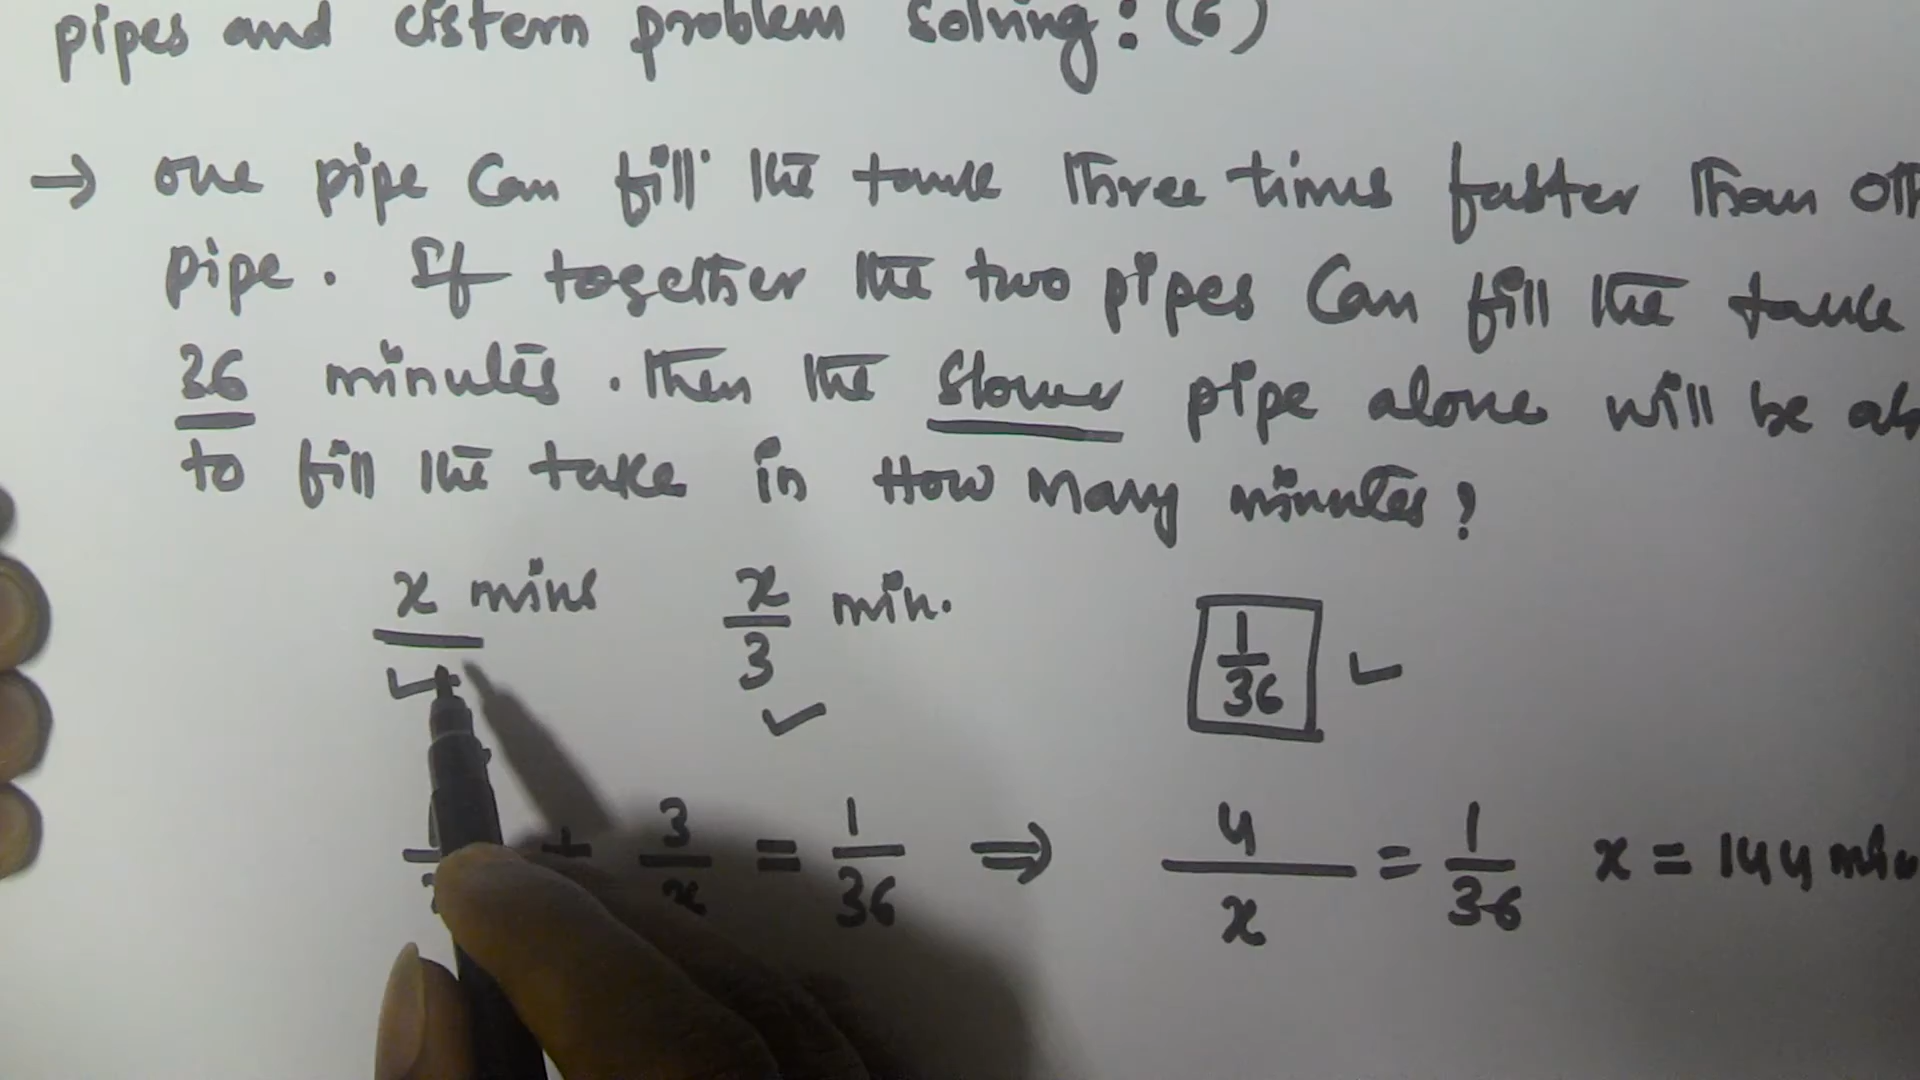 pipes and cistern problem solving: (6)
→ one pipe can fill the tank three times faster than oth
pipe. If together the two pipes can fill the tank
36 minutes. Then the slower pipe alone will be ab
to fill the take in How many minutes?
x mins x/3 min. 1/36 ✓
✓ ✓
+ 3/x = 1/36 ⇒ 4/x = 1/36 x = 144 min